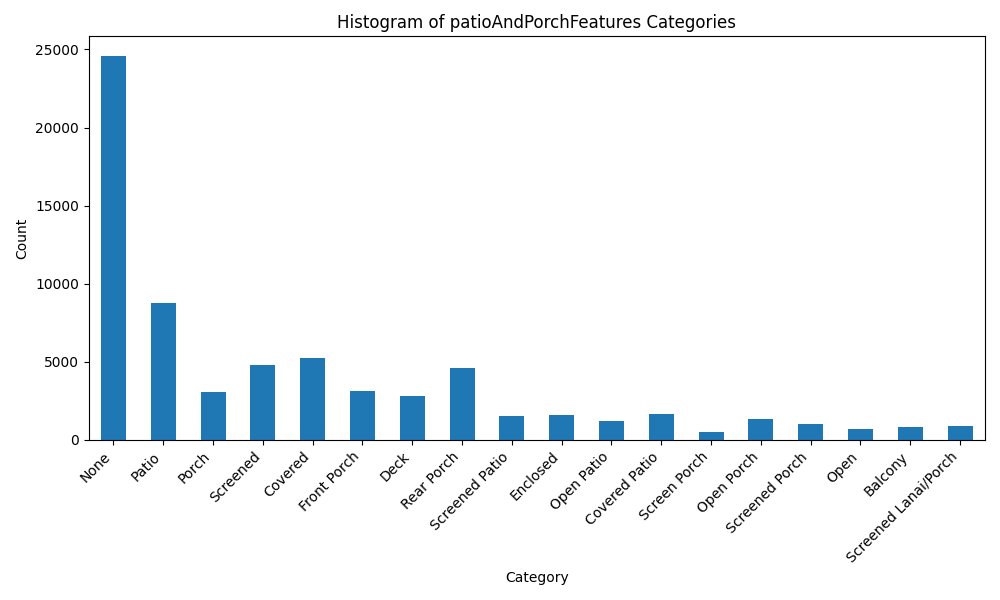 Histogram of patioAndPorchFeatures Categories
Count
25000
20000
15000
10000
5000
0
None
Patio
Porch
Screened
Covered
Front Porch
Deck
Rear Porch
Screened Patio
Enclosed
Open Patio
Covered Patio
Screen Porch
Open Porch
Screened Porch
Open
Balcony
Screened Lanai/Porch
Category